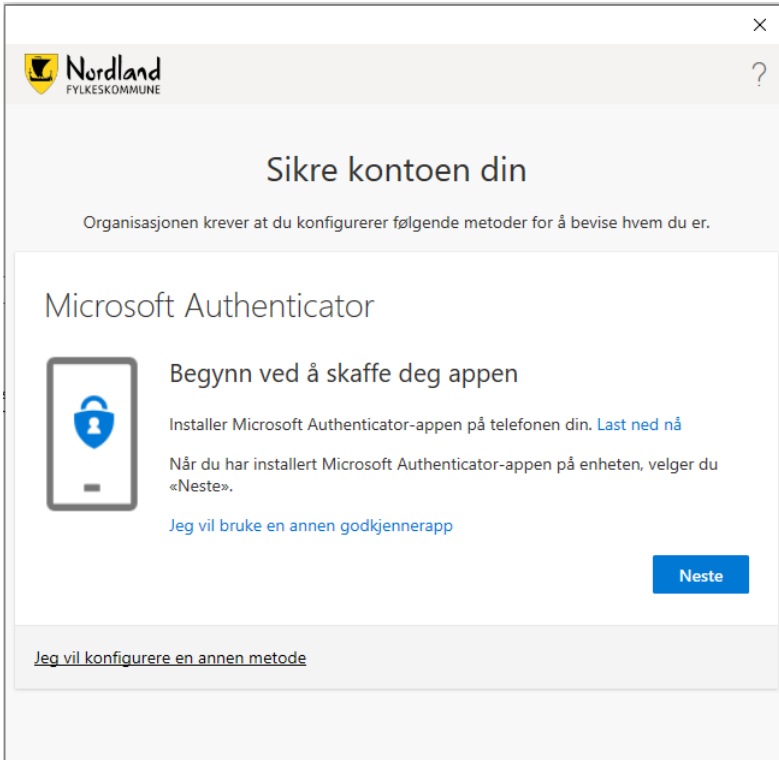 Nordland
FYLKESKOMMUNE
?
Sikre kontoen din
Organisasjonen krever at du konfigurerer følgende metoder for å bevise hvem du er.
Microsoft Authenticator
Begynn ved å skaffe deg appen
Installer Microsoft Authenticator-appen på telefonen din. Last ned nå
Når du har installert Microsoft Authenticator-appen på enheten, velger du
«Neste».
Jeg vil bruke en annen godkjennerapp
Neste
Jeg vil konfigurere en annen metode